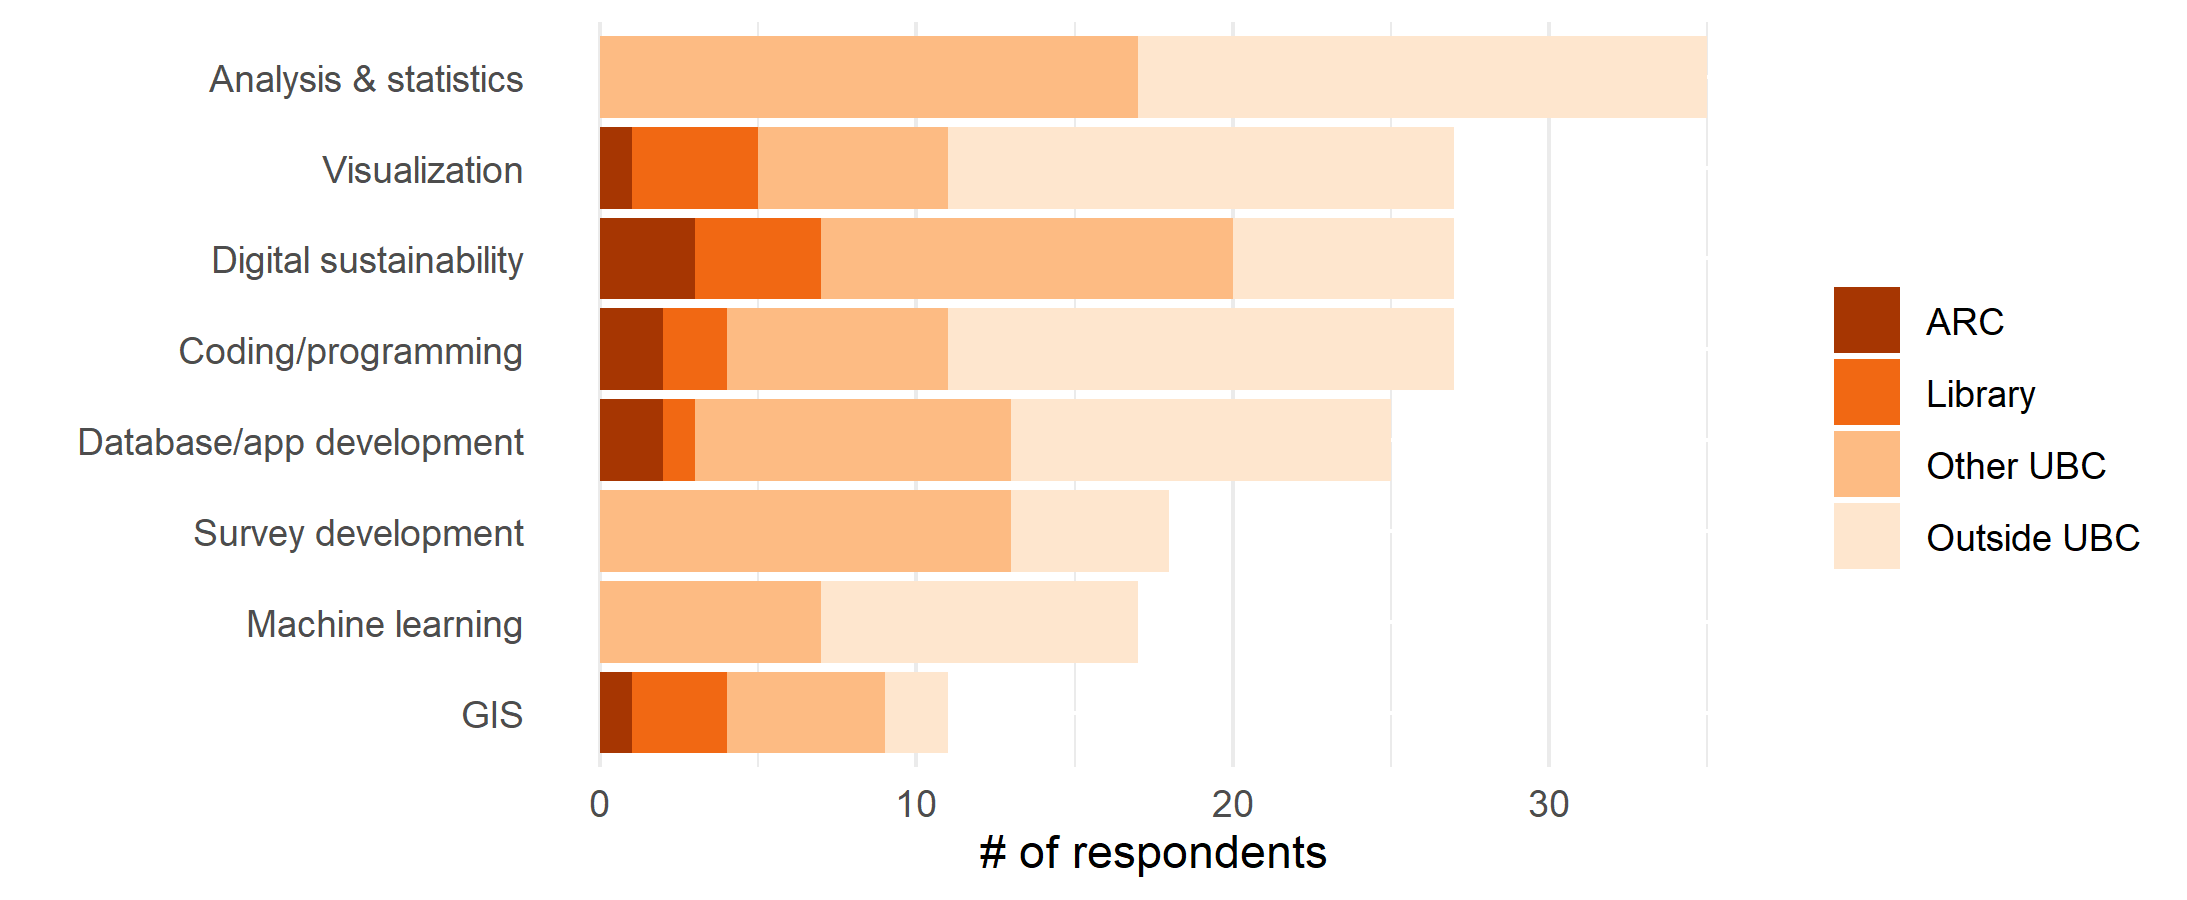 Analysis & statistics
Visualization
Digital sustainability
Coding/programming
Database/app development
Survey development
Machine learning
GIS
0 10 20 30
# of respondents
ARC
Library
Other UBC
Outside UBC